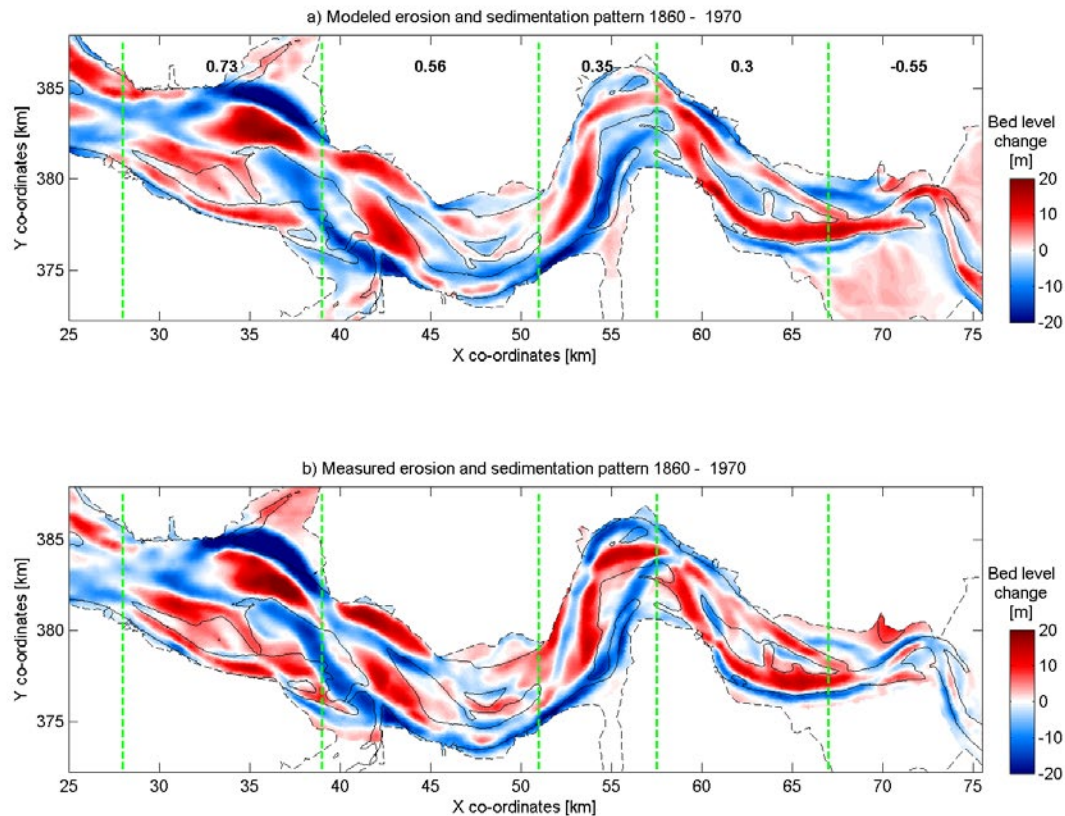 a) Modeled erosion and sedimentation pattern 1860 - 1970
0.73 0.56 0.35 0.3 -0.55
385
380
375
Y co-ordinates [km]
25 30 35 40 45 50 55 60 65 70 75
X co-ordinates [km]
Bed level
change
[m]
20
10
0
-10
-20
b) Measured erosion and sedimentation pattern 1860 - 1970
385
380
375
Y co-ordinates [km]
25 30 35 40 45 50 55 60 65 70 75
X co-ordinates [km]
Bed level
change
[m]
20
10
0
-10
-20